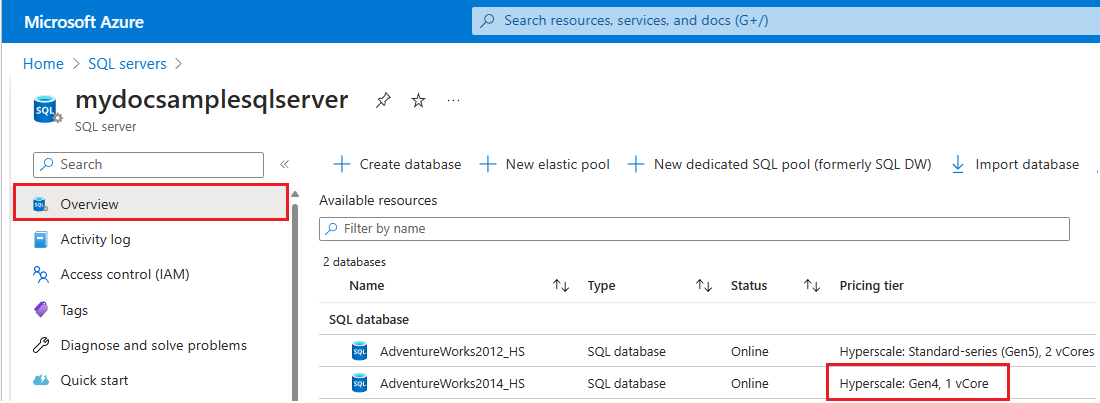 Microsoft Azure
Search resources, services, and docs (G+/)
Home > SQL servers >
SQL
mydocsamplesqlserver
SQL server
Search
Create database
New elastic pool
New dedicated SQL pool (formerly SQL DW)
Import database
Overview
Activity log
Access control (IAM)
Tags
Diagnose and solve problems
Quick start
Available resources
Filter by name
2 databases
Name Type Status Pricing tier
SQL database
SQL AdventureWorks2012_HS SQL database Online Hyperscale: Standard-series (Gen5), 2 vCores
SQL AdventureWorks2014_HS SQL database Online Hyperscale: Gen4, 1 vCore